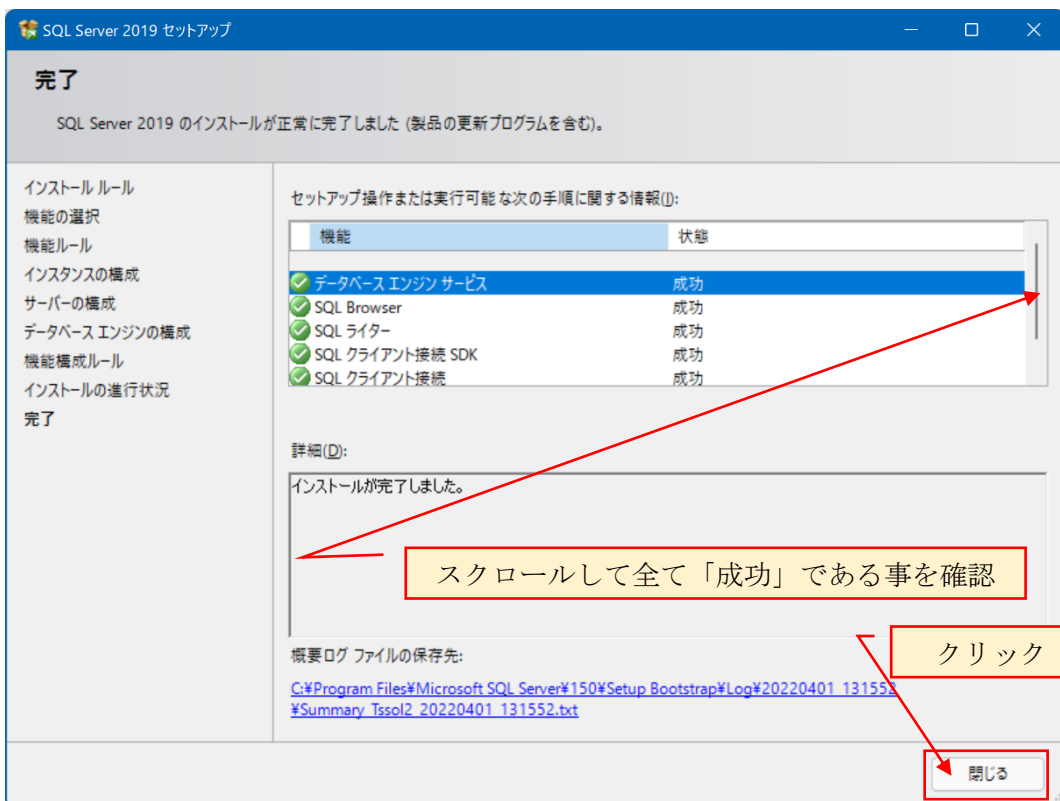 SQL Server 2019 セットアップ
完了
SQL Server 2019 のインストールが正常に完了しました (製品の更新プログラムを含む)。
インストール ルール
機能の選択
機能ルール
インスタンスの構成
サーバーの構成
データベース エンジンの構成
機能構成ルール
インストールの進行状況
完了
セットアップ操作または実行可能な次の手順に関する情報(I):
機能 状態
データベース エンジン サービス 成功
SQL Browser 成功
SQL ライター 成功
SQL クライアント接続 SDK 成功
SQL クライアント接続 成功
詳細(D):
インストールが完了しました。
スクロールして全て「成功」である事を確認
クリック
概要ログ ファイルの保存先:
C:¥Program Files¥Microsoft SQL Server¥150¥Setup Bootstrap¥Log¥20220401_131552
¥Summary_Tssol2_20220401_131552.txt
閉じる